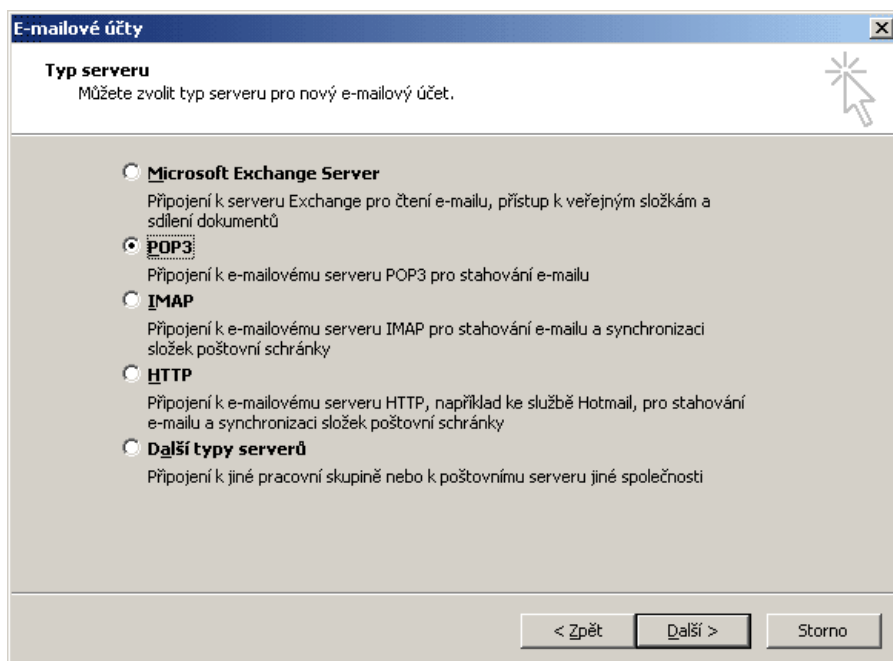 E-mailové účty
Typ serveru
Můžete zvolit typ serveru pro nový e-mailový účet.
Microsoft Exchange Server
Připojení k serveru Exchange pro čtení e-mailu, přístup k veřejným složkám a
sdílení dokumentů
POP3
Připojení k e-mailovému serveru POP3 pro stahování e-mailu
IMAP
Připojení k e-mailovému serveru IMAP pro stahování e-mailu a synchronizaci
složek poštovní schránky
HTTP
Připojení k e-mailovému serveru HTTP, například ke službě Hotmail, pro stahování
e-mailu a synchronizaci složek poštovní schránky
Další typy serverů
Připojení k jiné pracovní skupině nebo k poštovnímu serveru jiné společnosti
< Zpět Další > Storno